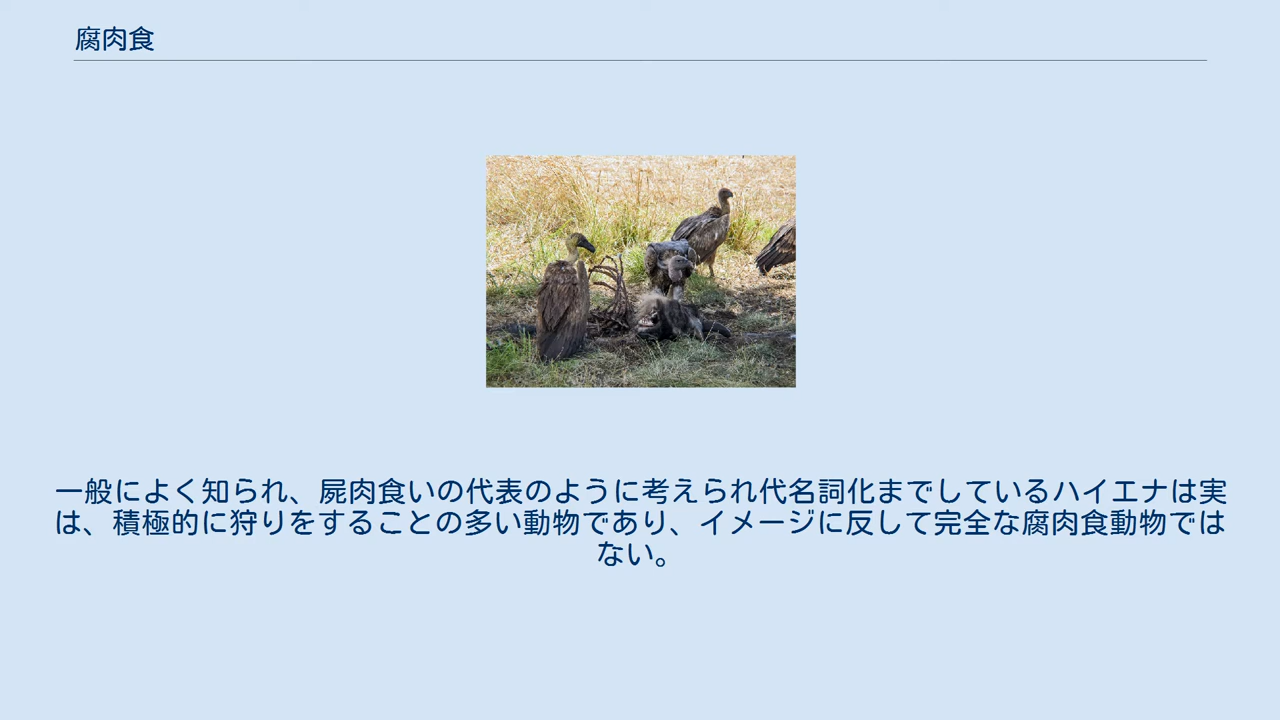 腐肉食
一般によく知られ、屍肉食いの代表のように考えられ代名詞化までしているハイエナは実
は、積極的に狩りをすることの多い動物であり、イメージに反して完全な腐肉食動物では
ない。